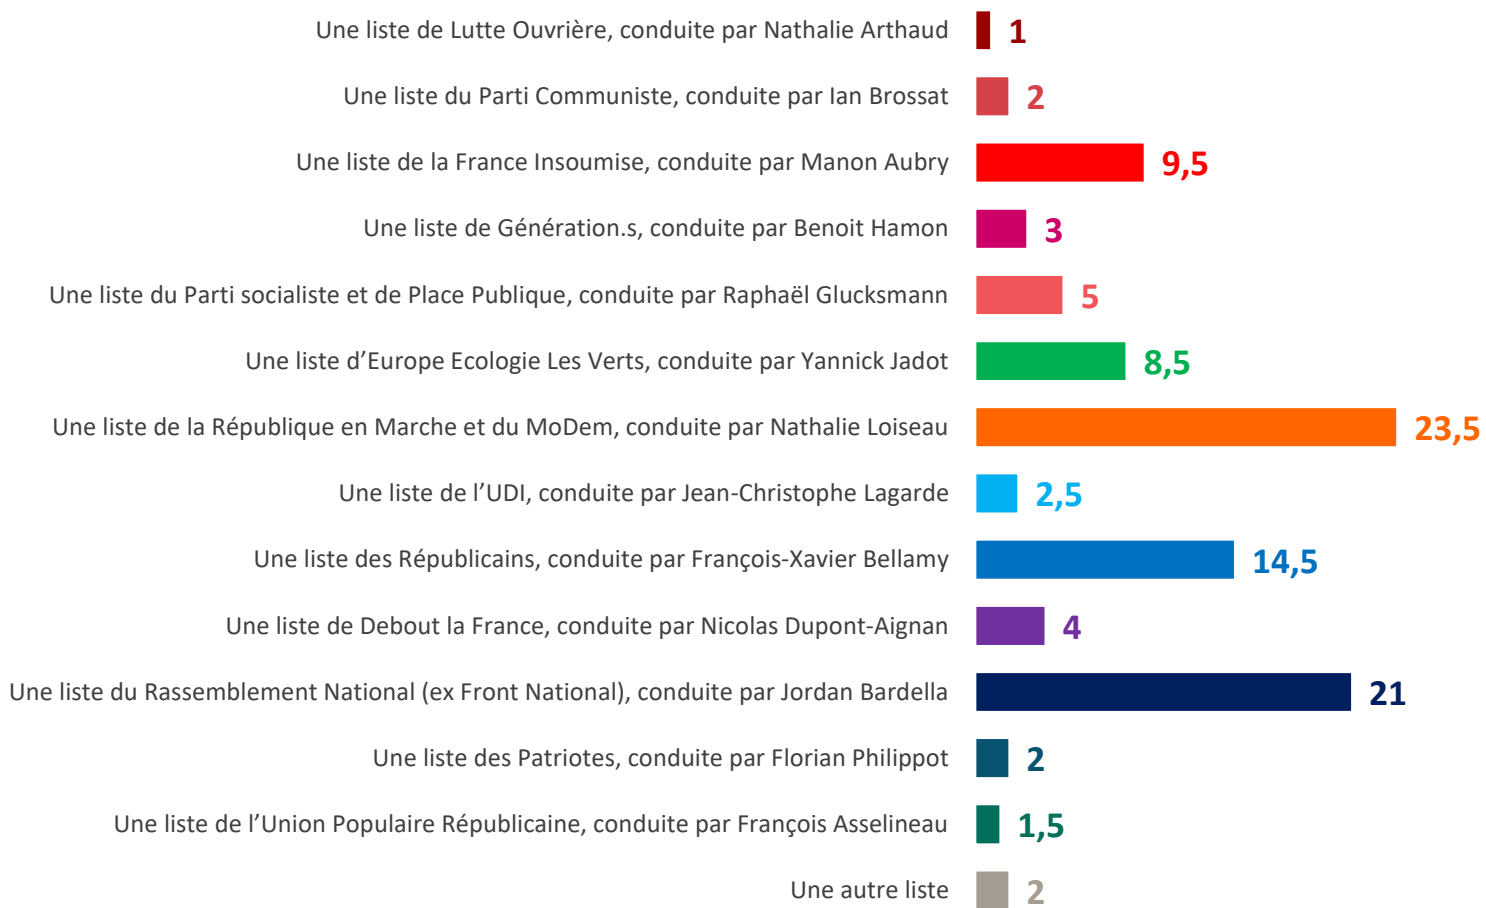 Une liste de Lutte Ouvrière, conduite par Nathalie Arthaud 1
Une liste du Parti Communiste, conduite par Ian Brossat 2
Une liste de la France Insoumise, conduite par Manon Aubry 9,5
Une liste de Génération.s, conduite par Benoit Hamon 3
Une liste du Parti socialiste et de Place Publique, conduite par Raphaël Glucksmann 5
Une liste d’Europe Ecologie Les Verts, conduite par Yannick Jadot 8,5
Une liste de la République en Marche et du MoDem, conduite par Nathalie Loiseau 23,5
Une liste de l’UDI, conduite par Jean-Christophe Lagarde 2,5
Une liste des Républicains, conduite par François-Xavier Bellamy 14,5
Une liste de Debout la France, conduite par Nicolas Dupont-Aignan 4
Une liste du Rassemblement National (ex Front National), conduite par Jordan Bardella 21
Une liste des Patriotes, conduite par Florian Philippot 2
Une liste de l’Union Populaire Républicaine, conduite par François Asselineau 1,5
Une autre liste 2